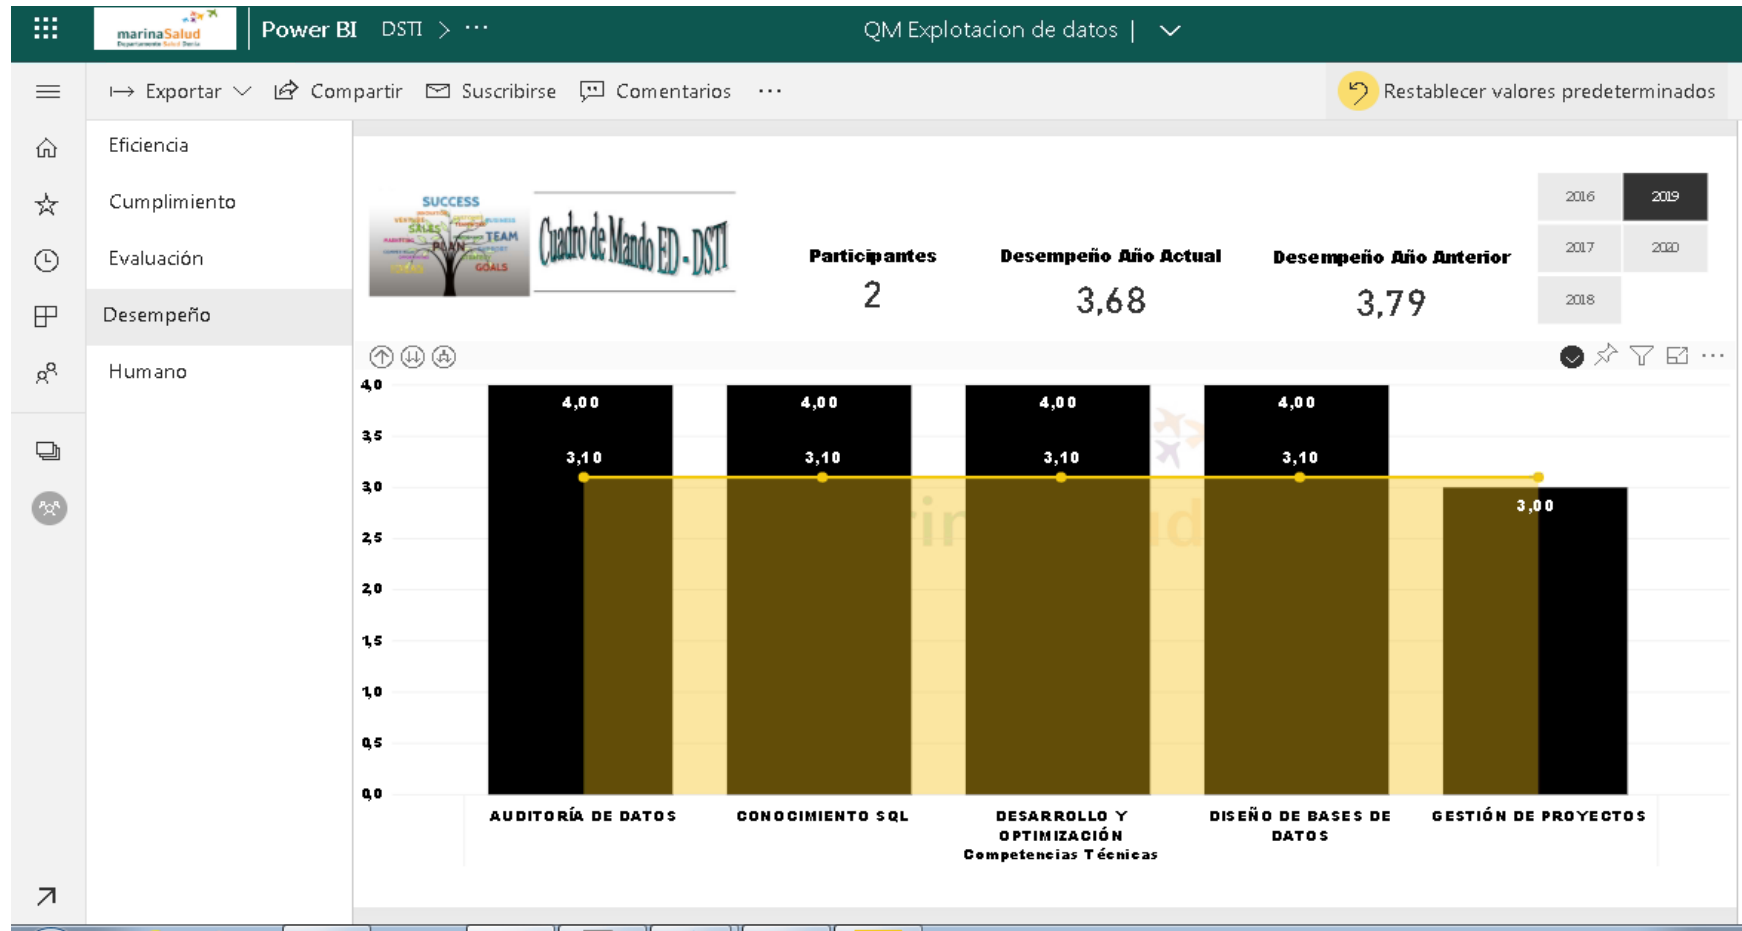 marinaSalud
Departamento Salud Denia
Power BI DSTI > ···
QM Explotacion de datos |
Exportar
Compartir
Suscribirse
Comentarios
···
Restablecer valores predeterminados
Eficiencia
Cumplimiento
Evaluación
Desempeño
Humano
SUCCESS
SALES
TEAM
PLAN
GOALS
Cuadro de Mando ED - DSTI
Participantes
2
Desempeño Año Actual
3,68
Desempeño Año Anterior
3,79
2016
2019
2017
2020
2018
4,0
3,5
3,0
2,5
2,0
1,5
1,0
0,5
0,0
4,00
4,00
4,00
4,00
3,10
3,10
3,10
3,10
3,00
AUDITORÍA DE DATOS
CONOCIMIENTO SQL
DESARROLLO Y
OPTIMIZACIÓN
DISEÑO DE BASES DE
DATOS
GESTIÓN DE PROYECTOS
Competencias Técnicas